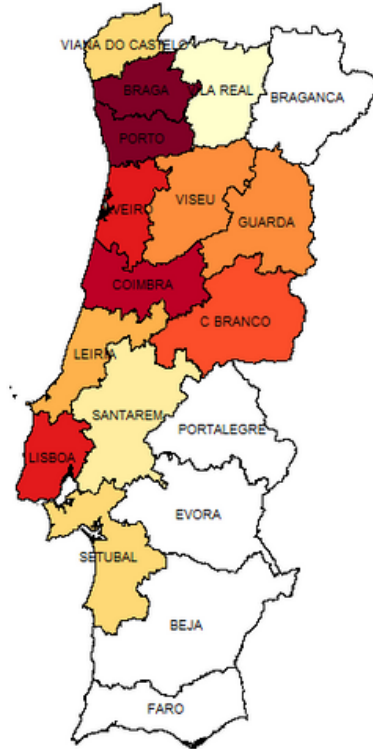 VIANA DO CASTELO
BRAGA
LA REAL
BRAGANCA
PORTO
VEIRO
VISEU
GUARDA
COIMBRA
C BRANCO
LEIRIA
SANTAREM
PORTALEGRE
LISBOA
EVORA
SETUBAL
BEJA
FARO